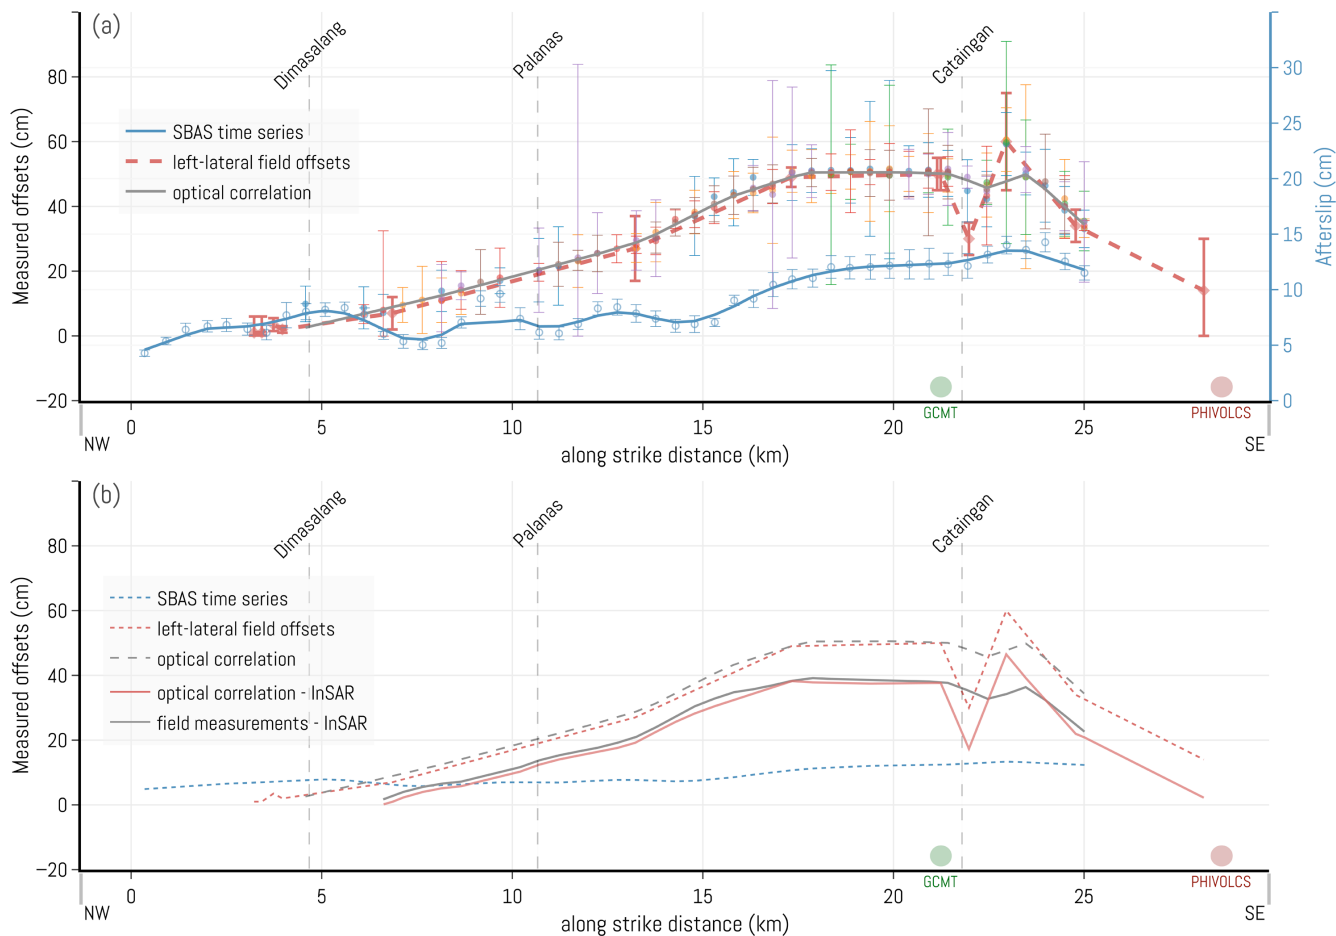 (a)
Dimasalang
Palanas
Cataingan
Measured offsets (cm)
80
60
40
20
0
−20
SBAS time series
left-lateral field offsets
optical correlation
30
25
20
15
10
5
0
Afterslip (cm)
GCMT
PHIVOLCS
0 5 10 15 20 25
NW
SE
along strike distance (km)
(b)
Dimasalang
Palanas
Cataingan
Measured offsets (cm)
80
60
40
20
0
−20
SBAS time series
left-lateral field offsets
optical correlation
optical correlation - InSAR
field measurements - InSAR
GCMT
PHIVOLCS
0 5 10 15 20 25
NW
SE
along strike distance (km)